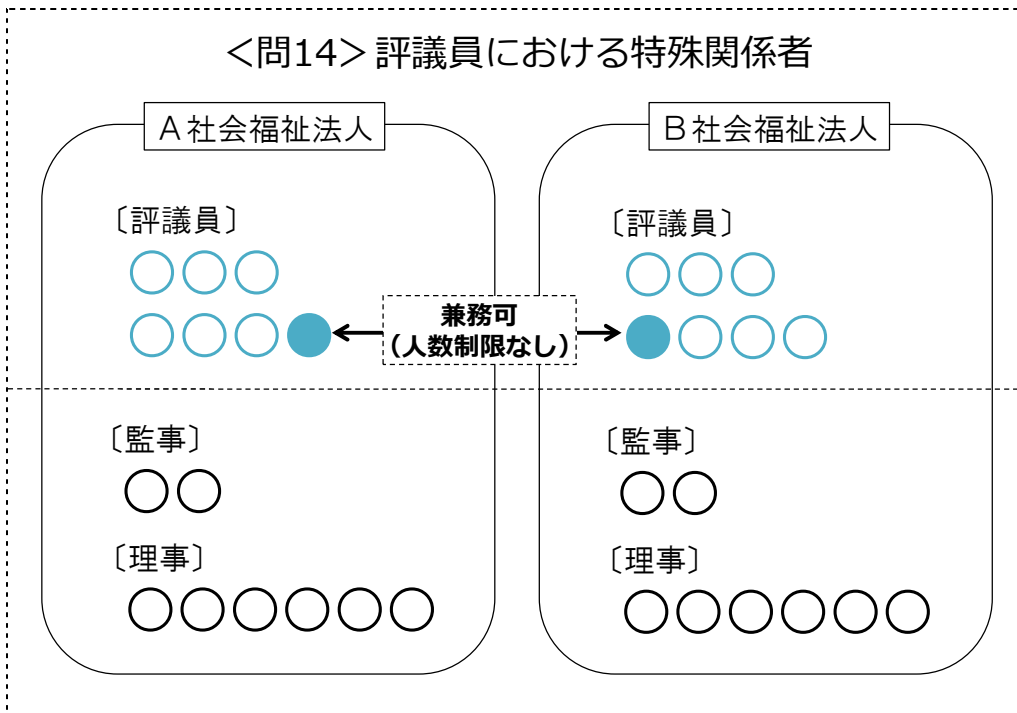 ＜問14＞評議員における特殊関係者
Ａ社会福祉法人
Ｂ社会福祉法人
〔評議員〕
〔評議員〕
兼務可
（人数制限なし）
〔監事〕
〔監事〕
〔理事〕
〔理事〕